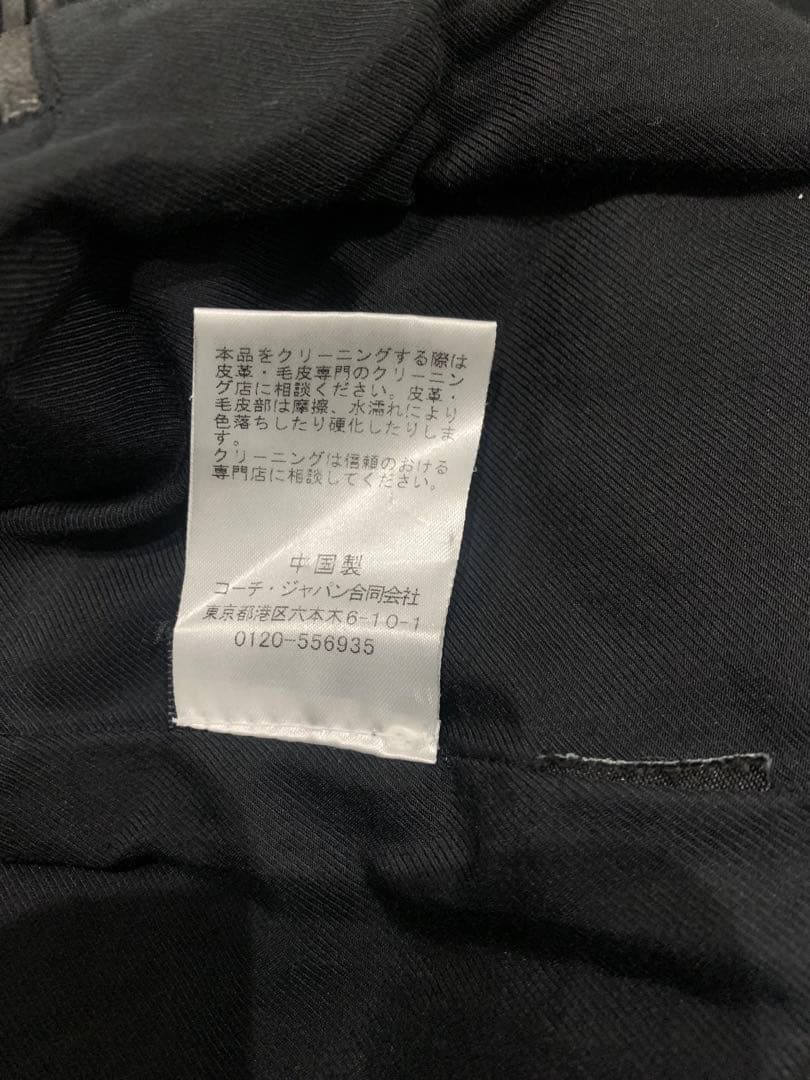 本品をクリーニングする際は
皮革・毛皮専門のクリーニン
グ店に相談ください。皮革・
毛皮部は摩擦、水濡れにより
色落ちしたり硬化したりしま
す。
クリーニングは信頼のおける
専門店に相談してください。
中国製
コーチ・ジャパン合同会社
東京都港区六本木6-10-1
0120-556935